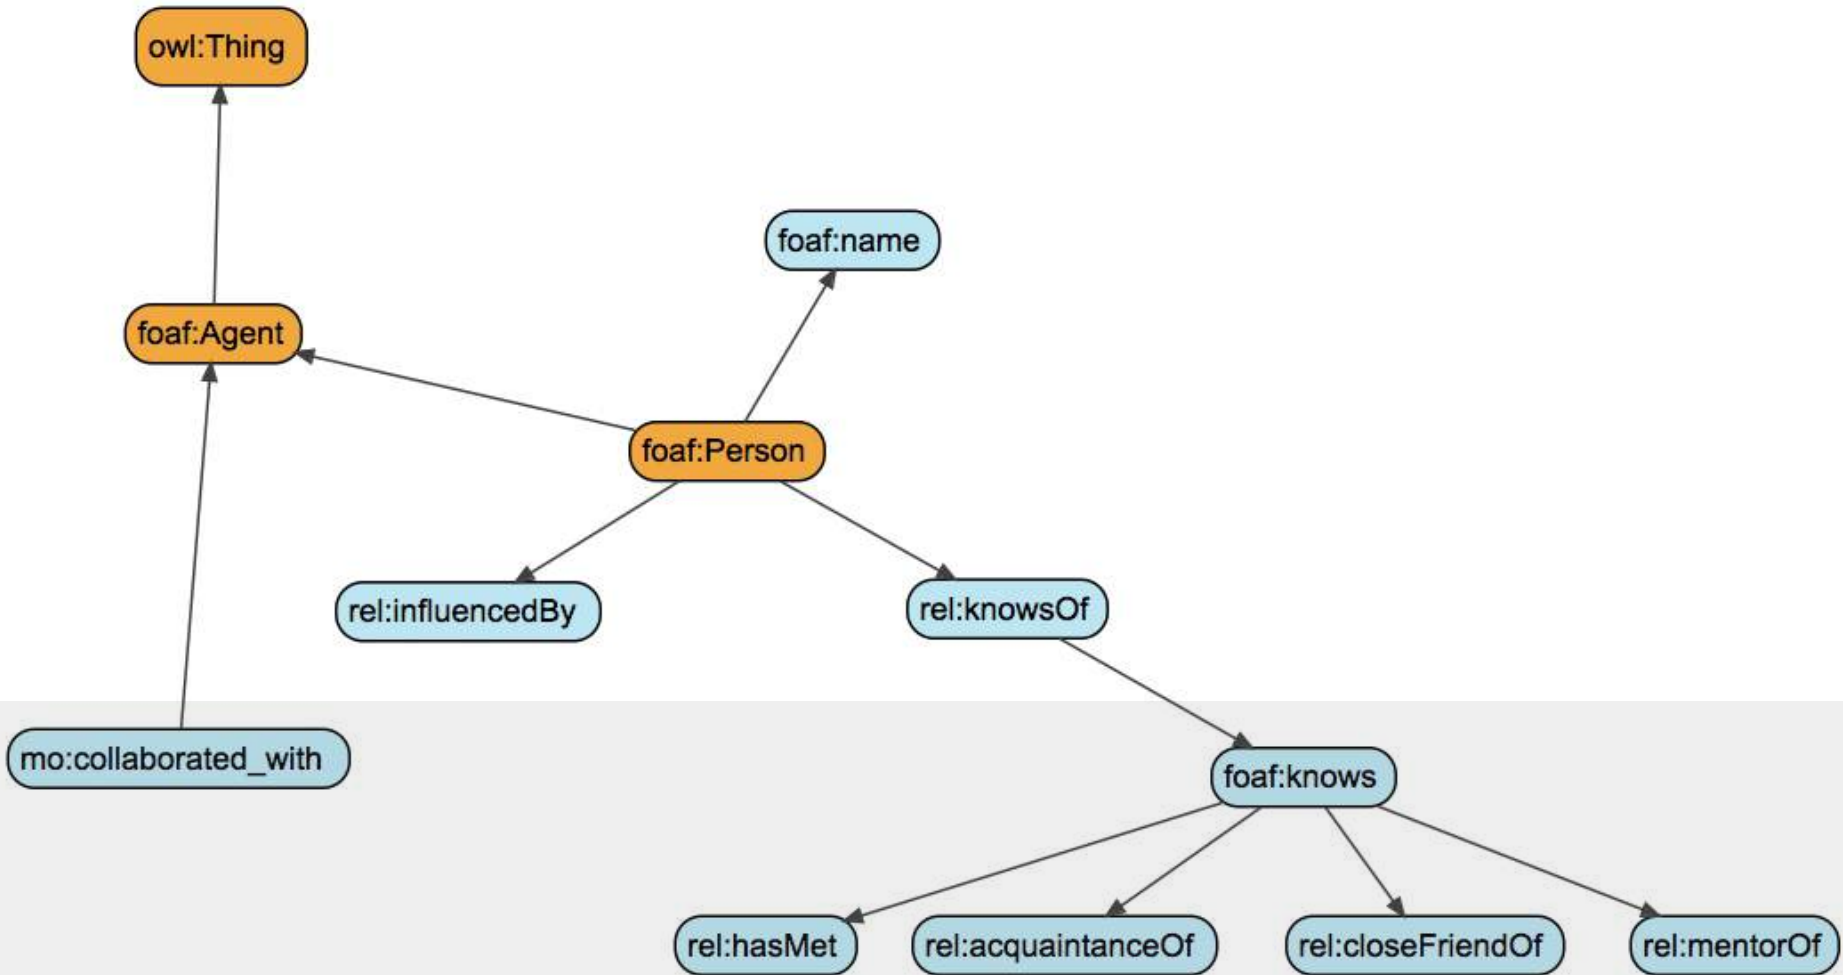 owl:Thing
foaf:name
foaf:Agent
foaf:Person
rel:influencedBy
rel:knowsOf
mo:collaborated_with
foaf:knows
rel:hasMet
rel:acquaintanceOf
rel:closeFriendOf
rel:mentorOf